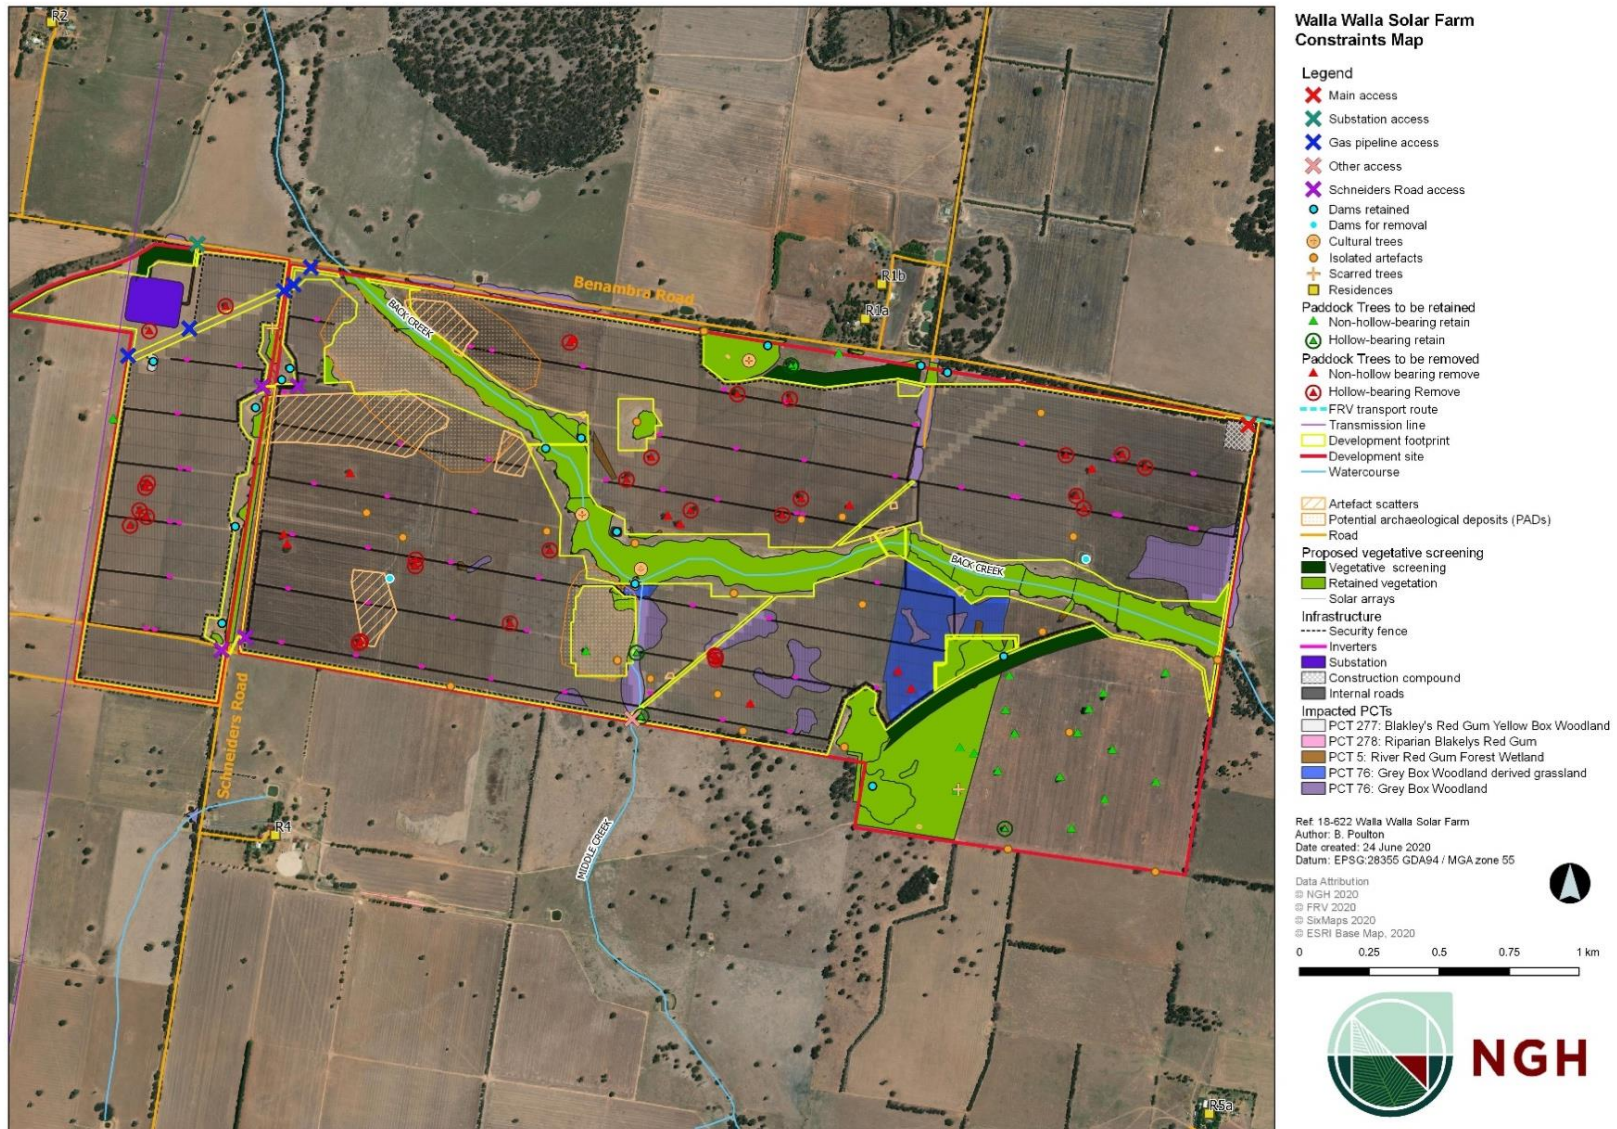 R2
Benambra Road
R1b
R1a
BACK CREEK
BACK CREEK
Schneiders Road
R4
MIDDLE CREEK
R5a
Walla Walla Solar Farm
Constraints Map
Legend
Main access
Substation access
Gas pipeline access
Other access
Schneiders Road access
Dams retained
Dams for removal
Cultural trees
Isolated artefacts
Scarred trees
Residences
Paddock Trees to be retained
Non-hollow-bearing retain
Hollow-bearing retain
Paddock Trees to be removed
Non-hollow bearing remove
Hollow-bearing Remove
FRV transport route
Transmission line
Development footprint
Development site
Watercourse
Artefact scatters
Potential archaeological deposits (PADs)
Road
Proposed vegetative screening
Vegetative screening
Retained vegetation
Solar arrays
Infrastructure
Security fence
Inverters
Substation
Construction compound
Internal roads
Impacted PCTs
PCT 277: Blakley's Red Gum Yellow Box Woodland
PCT 278: Riparian Blakelys Red Gum
PCT 5: River Red Gum Forest Wetland
PCT 76: Grey Box Woodland derived grassland
PCT 76: Grey Box Woodland
Ref: 18-622 Walla Walla Solar Farm
Author: B. Poulton
Date created: 24 June 2020
Datum: EPSG:28355 GDA94 / MGA zone 55
Data Attribution
© NGH 2020
© FRV 2020
© SixMaps 2020
© ESRI Base Map, 2020
0 0.25 0.5 0.75 1 km
NGH